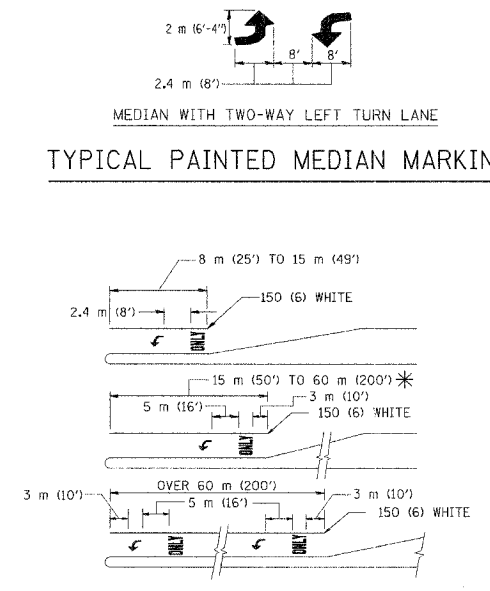 2 m (6'-4")
8' 8'
2.4 m (8')
MEDIAN WITH TWO-WAY LEFT TURN LANE
TYPICAL PAINTED MEDIAN MARKIN
8 m (25') TO 15 m (49')
150 (6) WHITE
2.4 m (8')
ONLY
15 m (50') TO 60 m (200') *
3 m (10')
5 m (16')
150 (6) WHITE
ONLY
OVER 60 m (200')
3 m (10') 5 m (16') 3 m (10')
150 (6) WHITE
ONLY ONLY